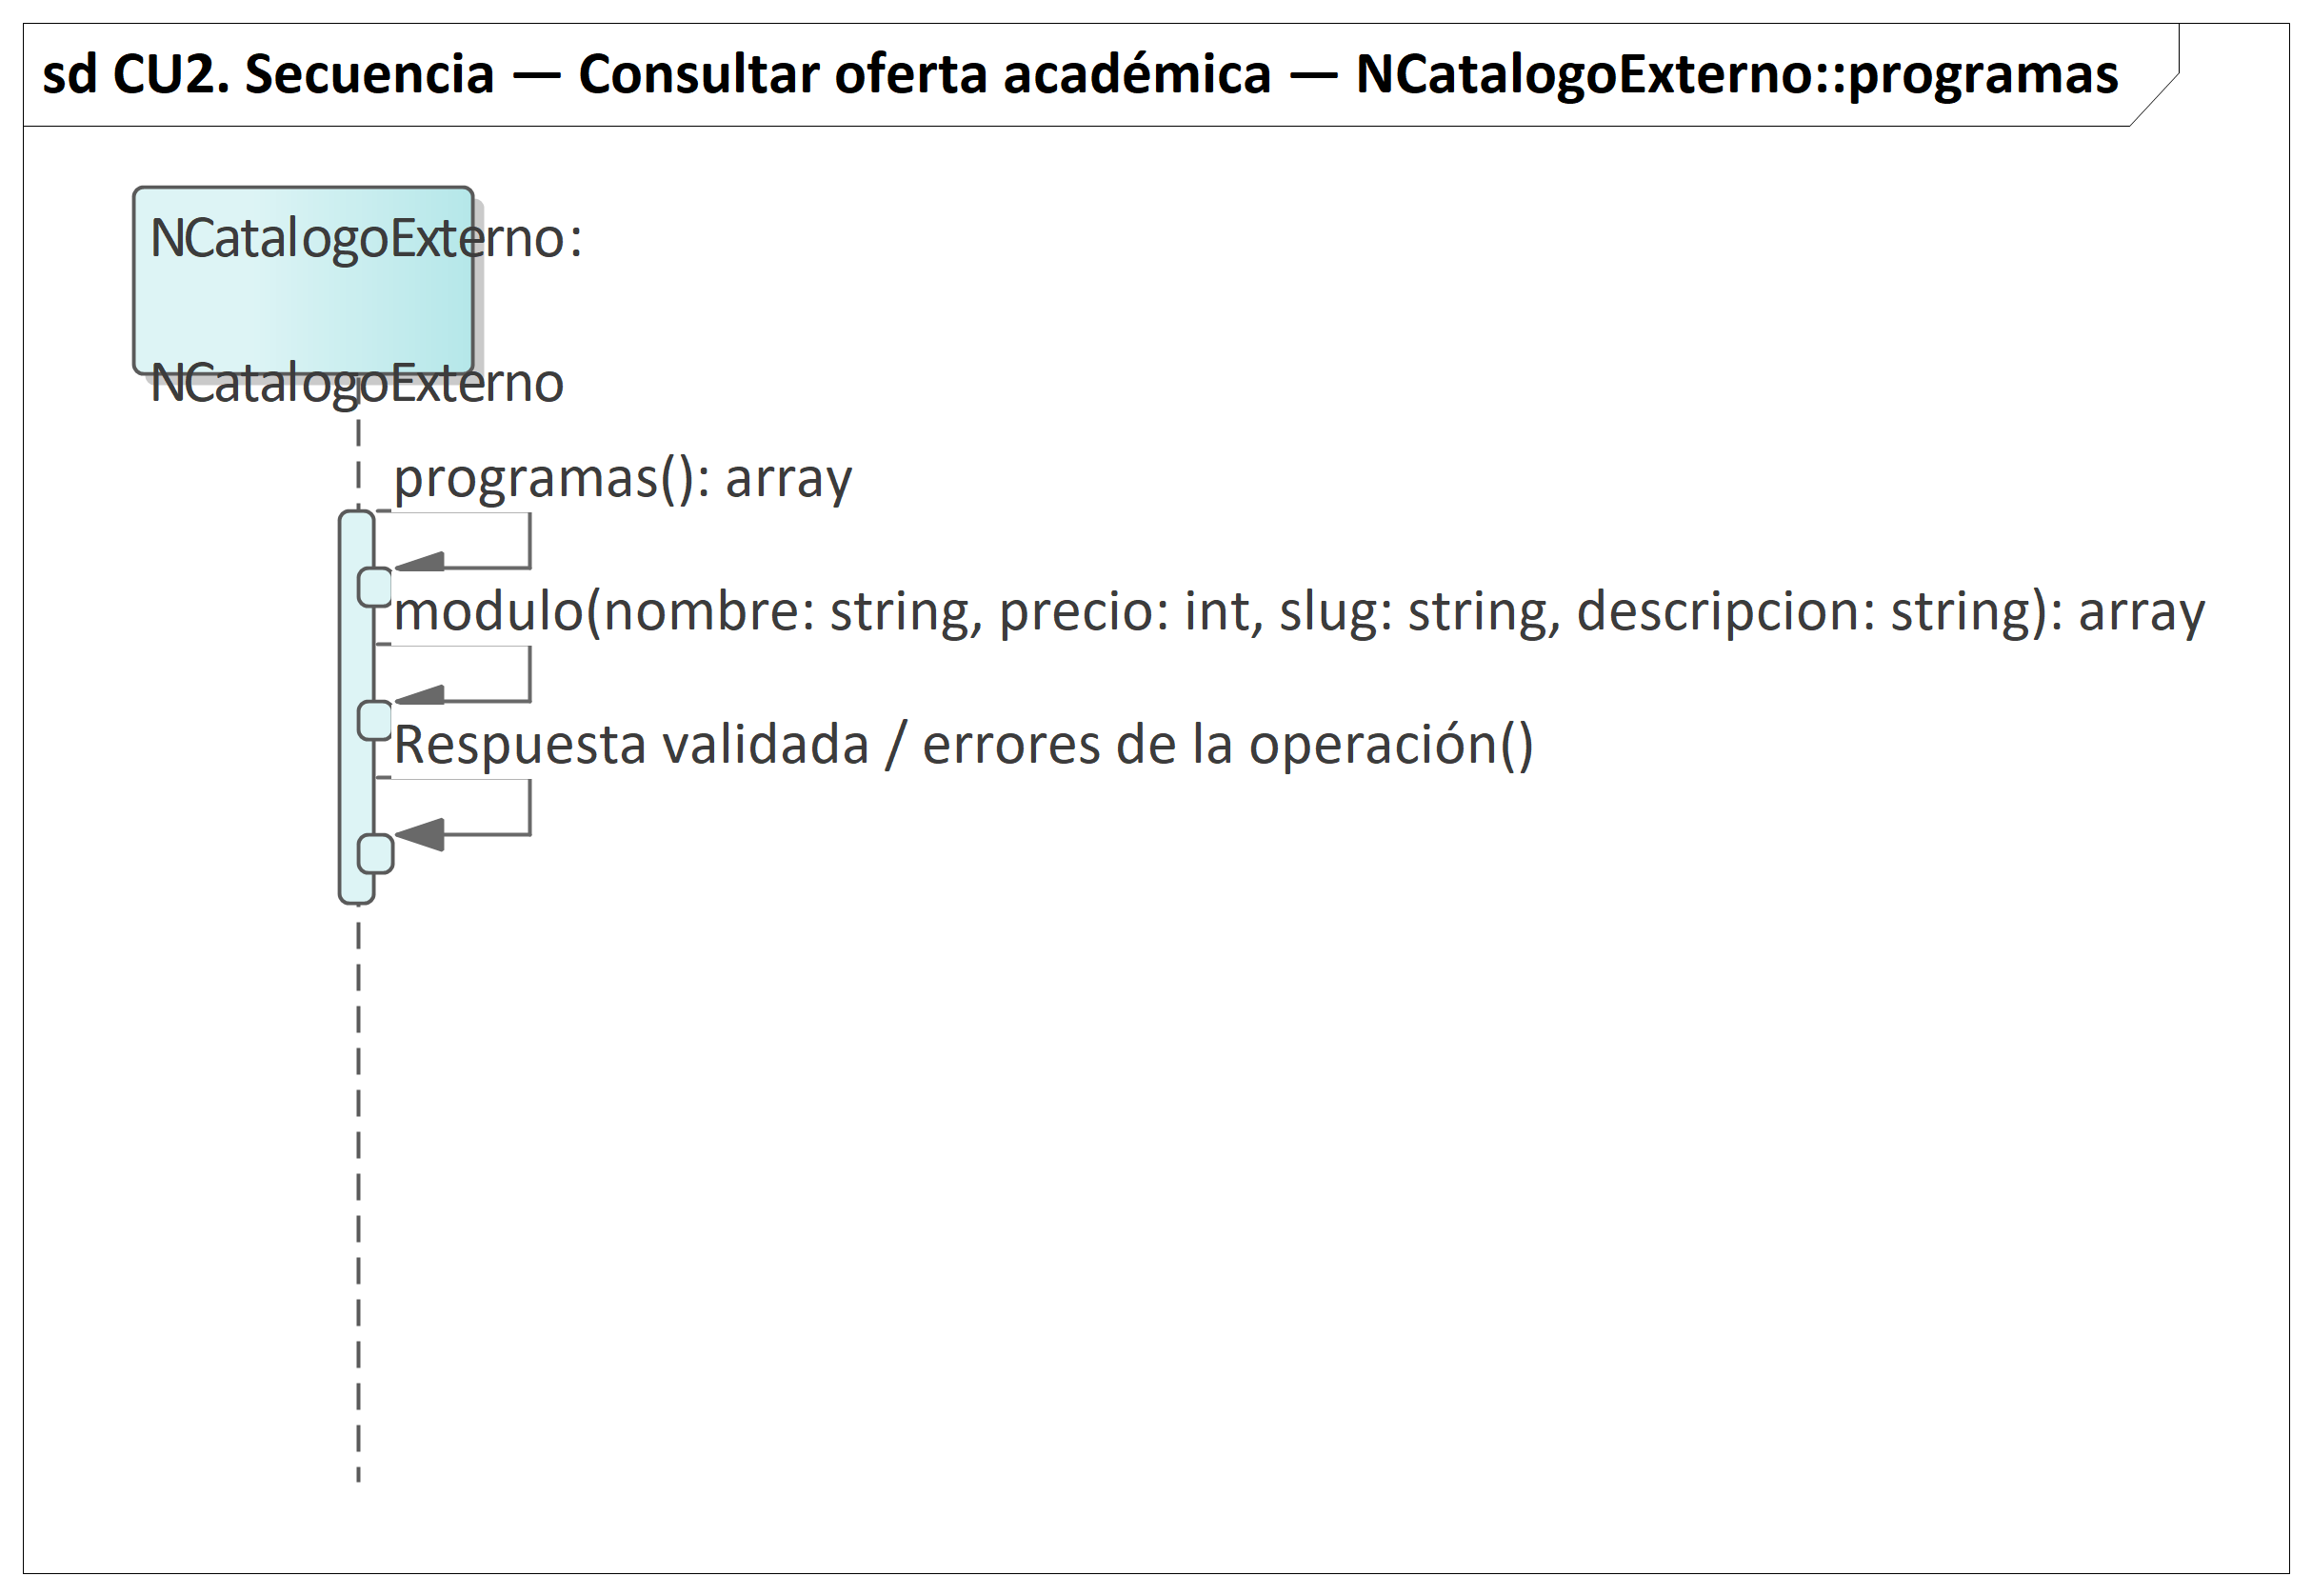 sd CU2. Secuencia — Consultar oferta académica — NCatalogoExterno::programas
NCatalogoExterno:
NCatalogoExterno
programas(): array
modulo(nombre: string, precio: int, slug: string, descripcion: string): array
Respuesta validada / errores de la operación()